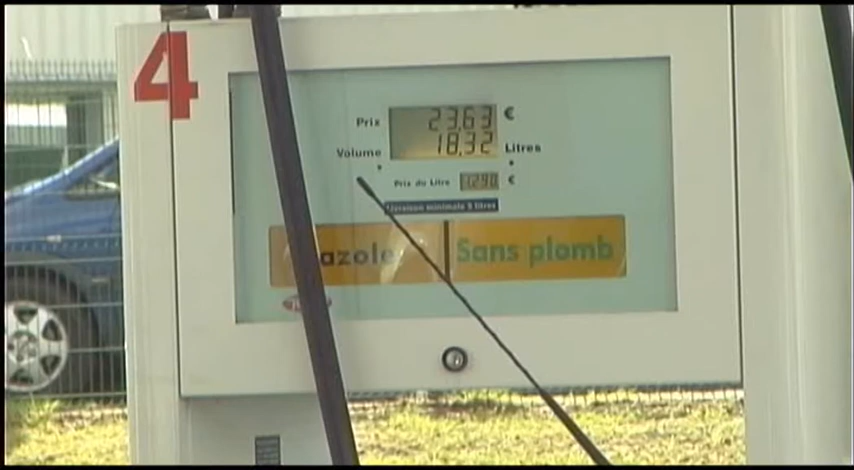 4
Prix 23,63 €
Volume 18,32 Litres
Prix du Litre 1,290 €
Livraison minimale 5 litres
azole Sans plomb